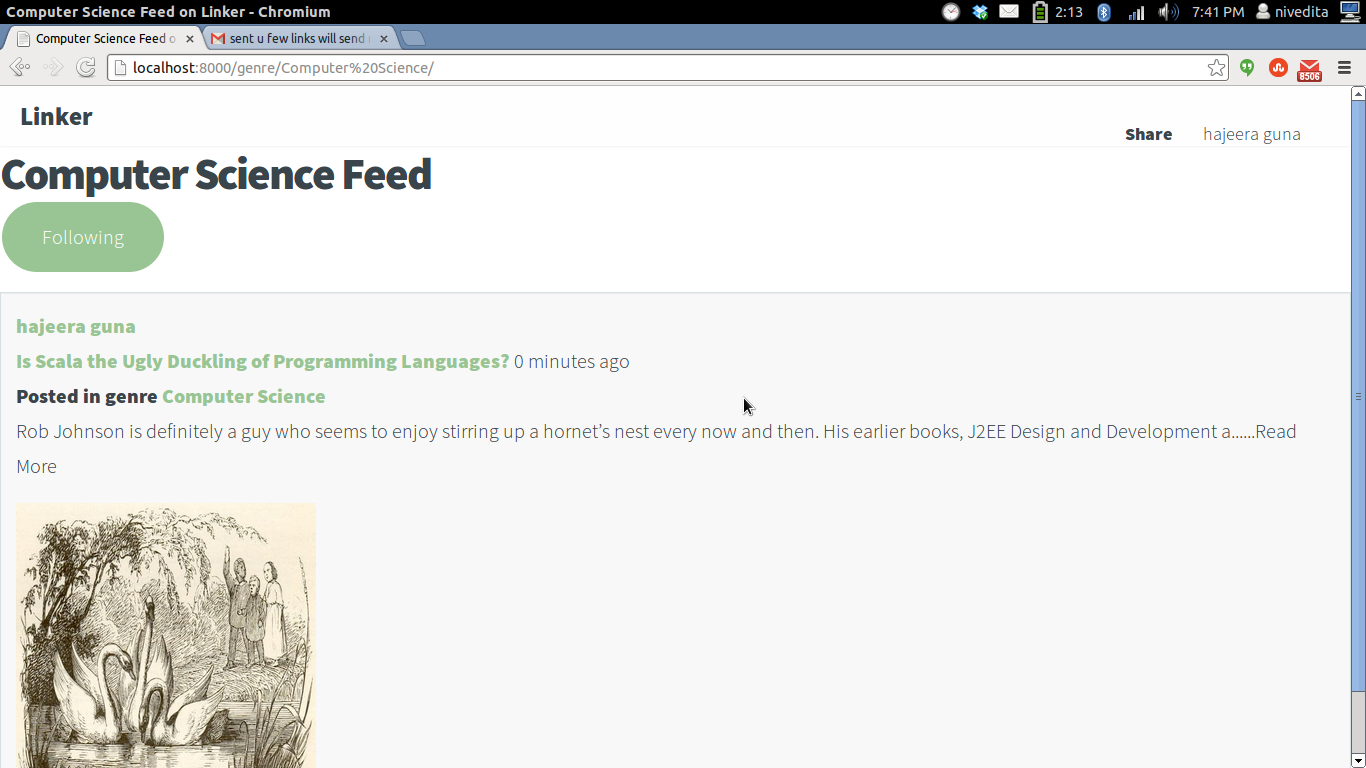 Computer Science Feed on Linker - Chromium
2:13
7:41 PM
nivedita
Computer Science Feed o
sent u few links will send
localhost:8000/genre/Computer%20Science/
8506
Linker
Share
hajeera guna
Computer Science Feed
Following
hajeera guna
Is Scala the Ugly Duckling of Programming Languages? 0 minutes ago
Posted in genre Computer Science
Rob Johnson is definitely a guy who seems to enjoy stirring up a hornet’s nest every now and then. His earlier books, J2EE Design and Development a......Read
More